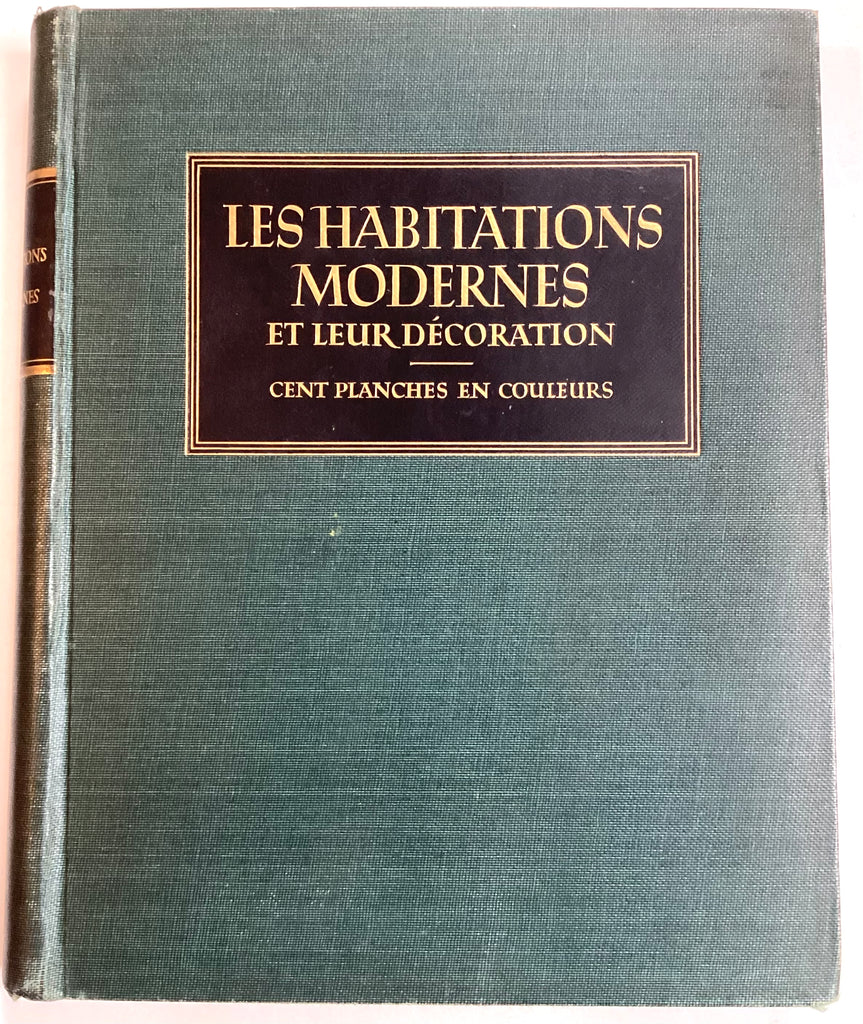 LES HABITATIONS
MODERNES
ET LEUR DÉCORATION
CENT PLANCHES EN COULEURS